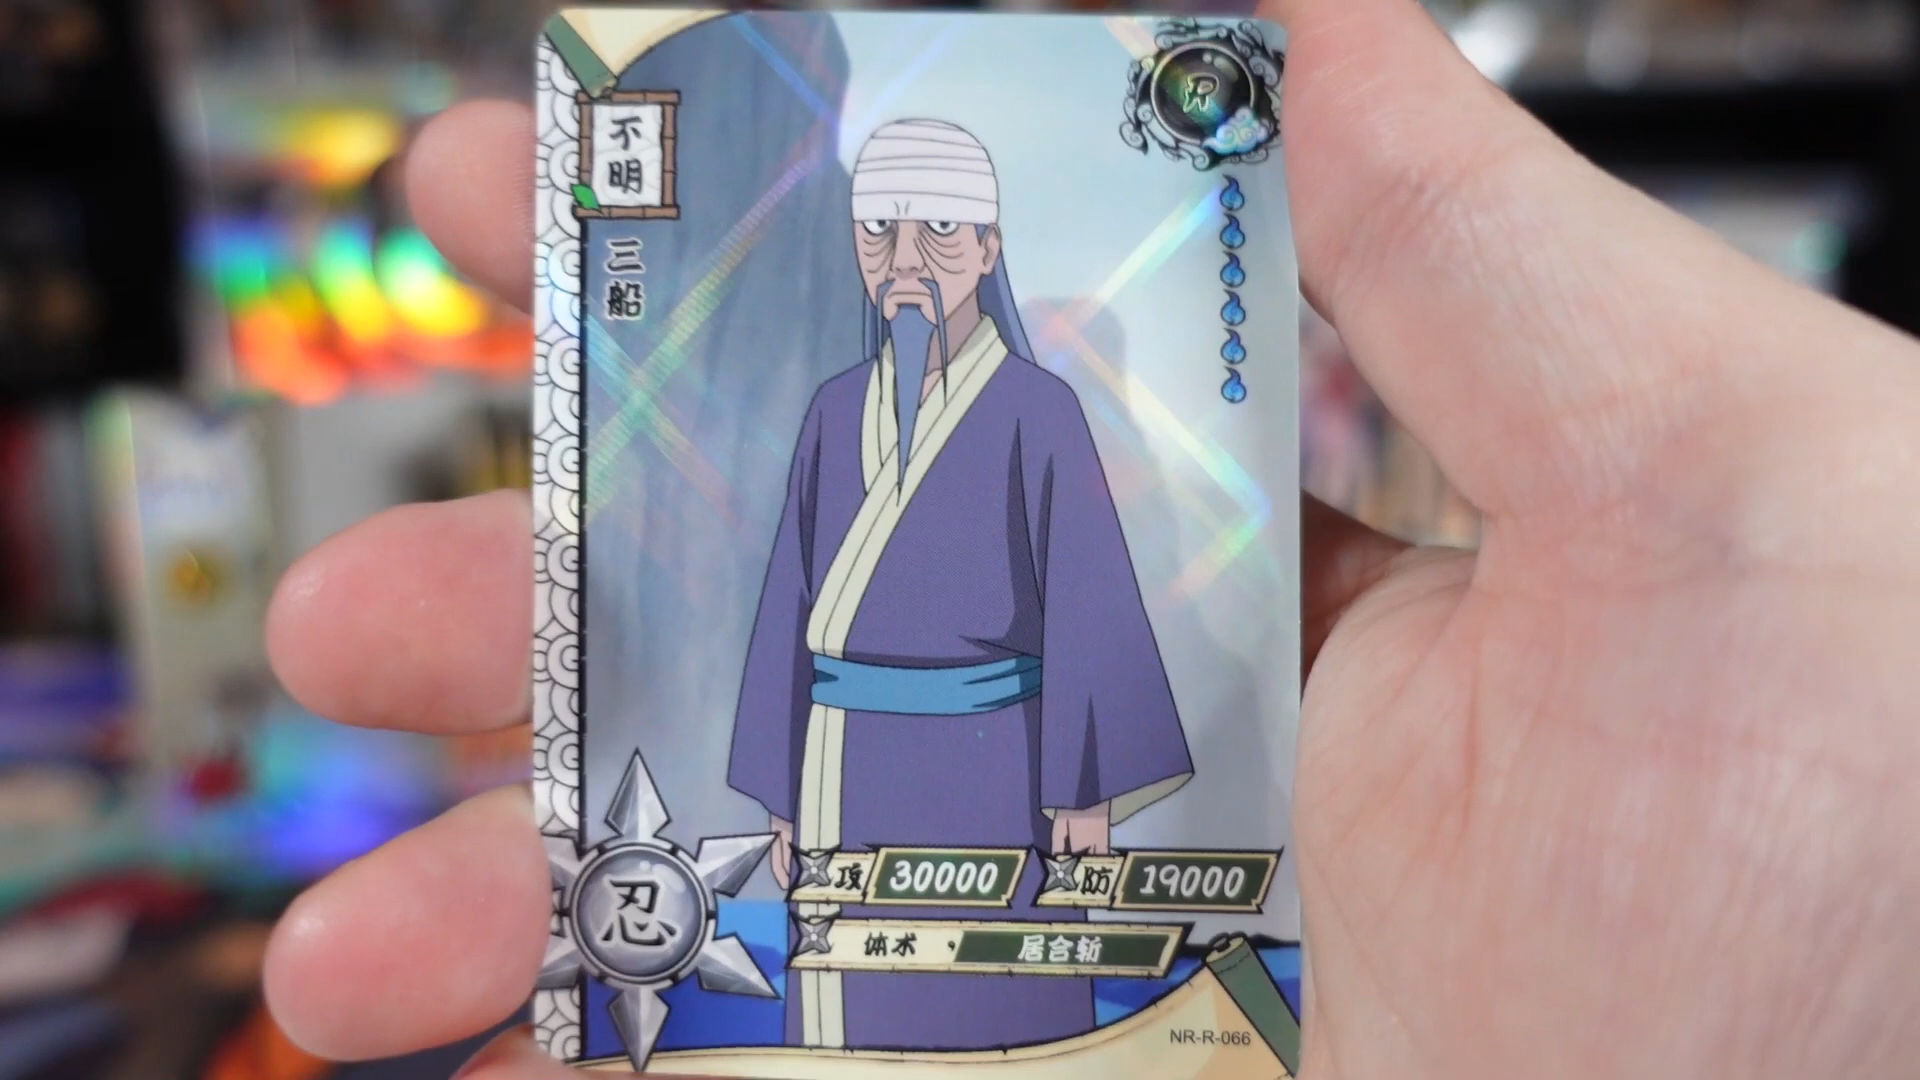 不明
R
三船
忍
攻 30000
防 19000
体术 · 居合斩
NR-R-066